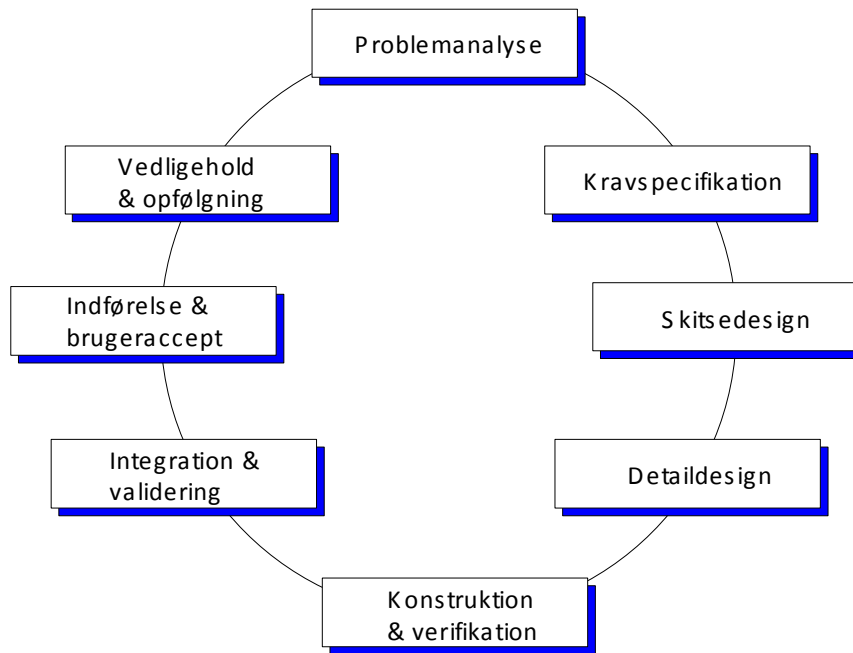 Problemanalyse
Kravspecifikation
Skitsedesign
Detaildesign
Konstruktion
& verifikation
Integration &
validering
Indførelse &
brugeraccept
Vedligehold
& opfølgning